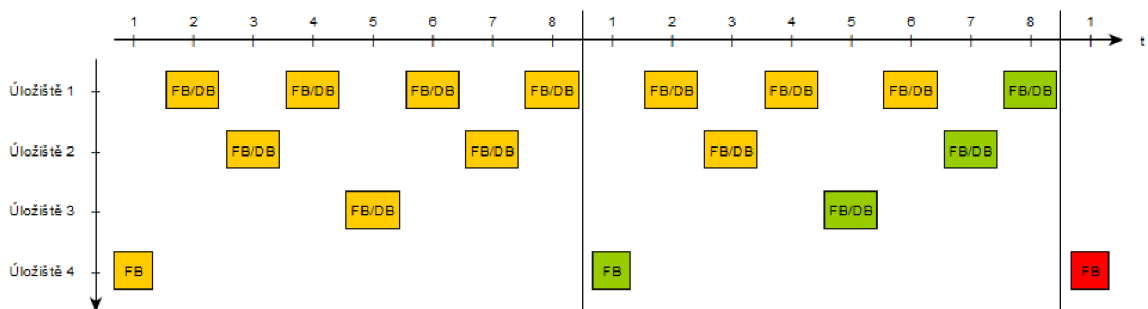 1 2 3 4 5 6 7 8 1 2 3 4 5 6 7 8 1
t
Úložiště 1 FB/DB FB/DB FB/DB FB/DB FB/DB FB/DB FB/DB FB/DB
Úložiště 2 FB/DB FB/DB FB/DB FB/DB
Úložiště 3 FB/DB FB/DB
Úložiště 4 FB FB FB